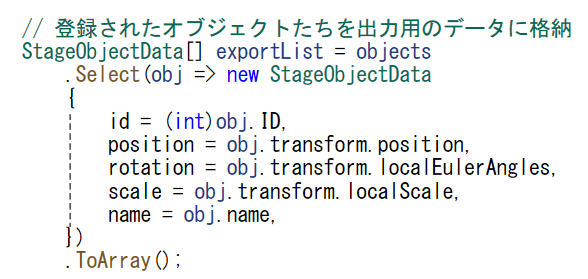 // 登録されたオブジェクトたちを出力用のデータに格納
StageObjectData[] exportList = objects
.Select(obj => new StageObjectData
{
id = (int)obj.ID,
position = obj.transform.position,
rotation = obj.transform.localEulerAngles,
scale = obj.transform.localScale,
name = obj.name,
})
.ToArray();